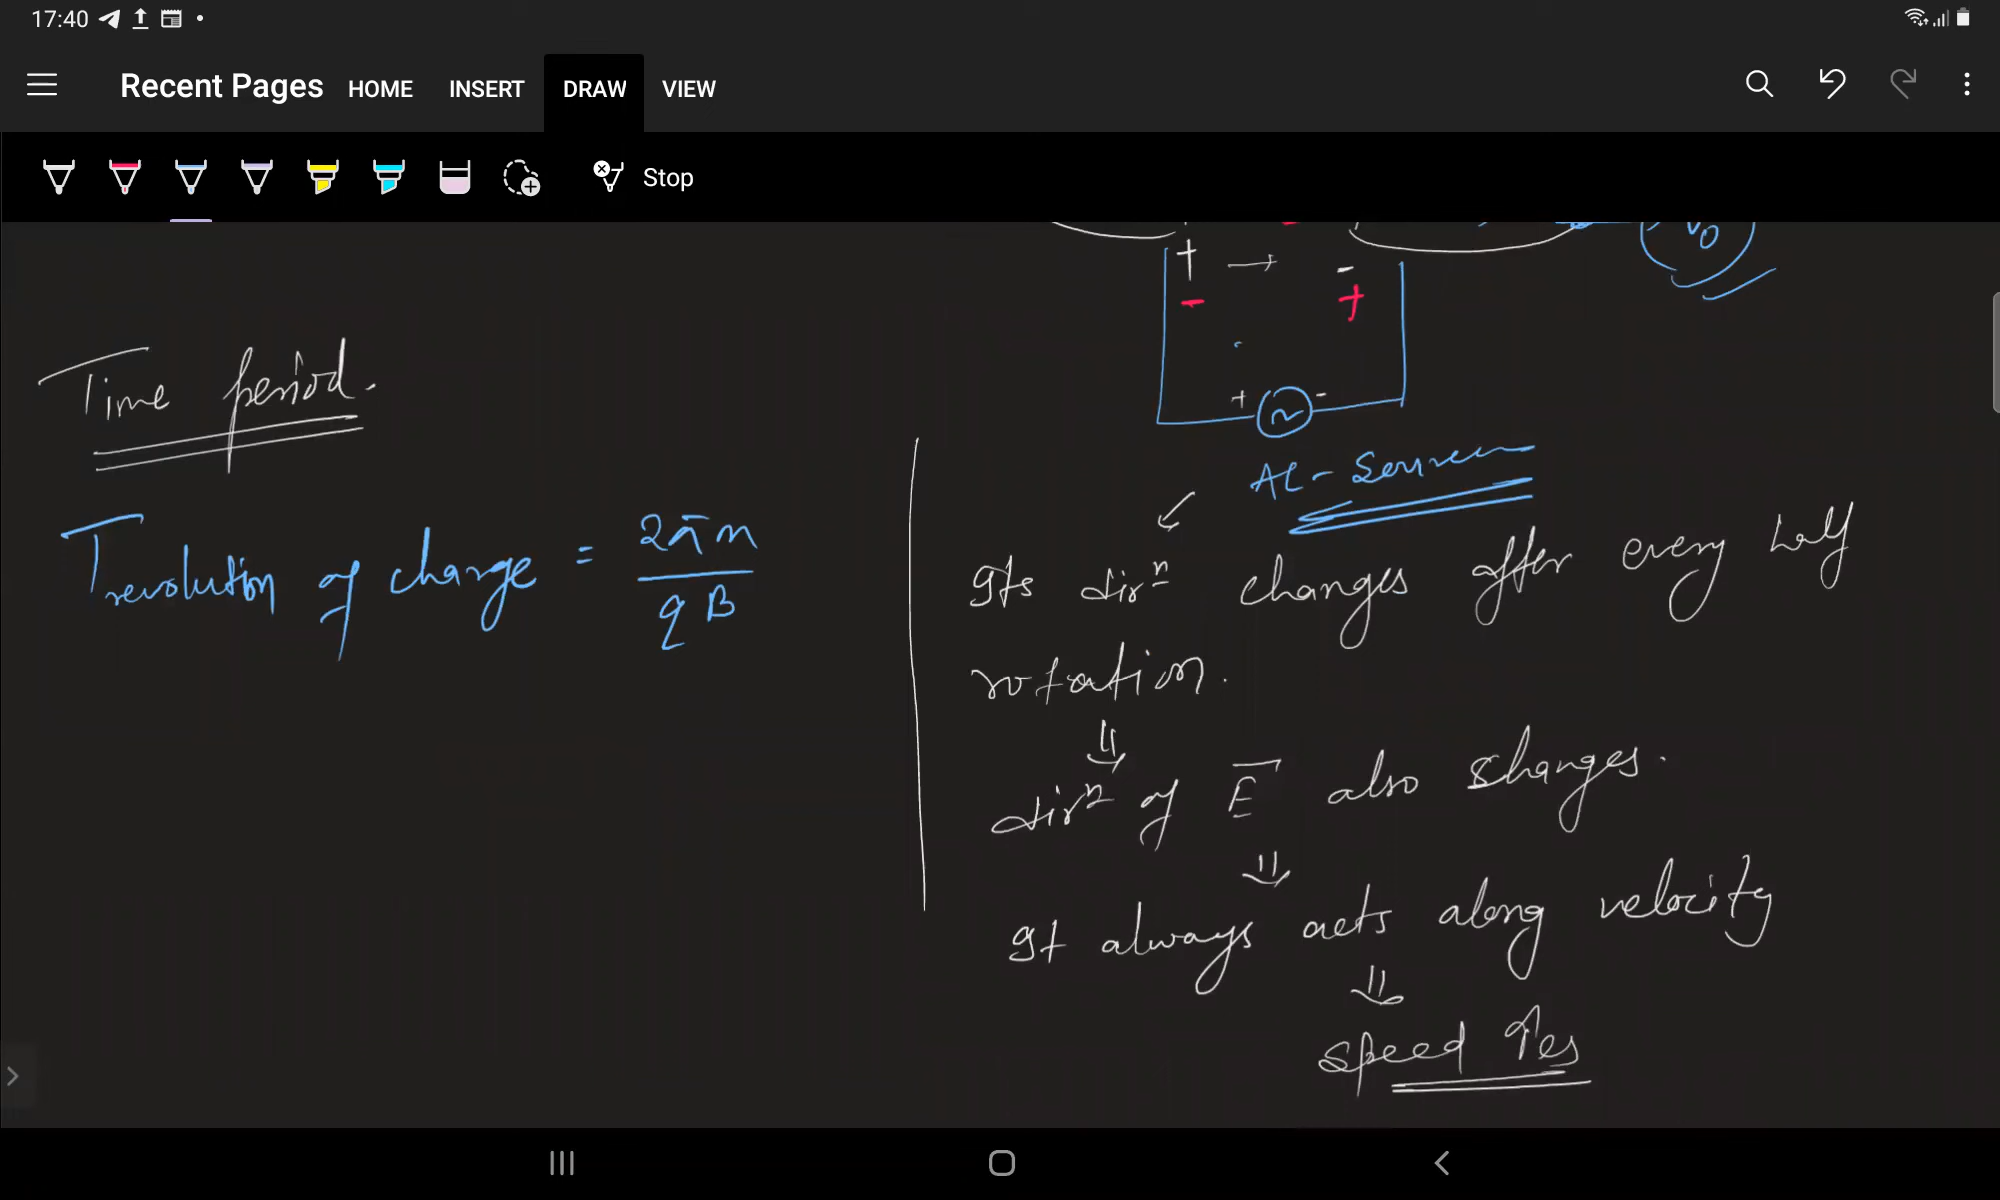 17:40
Recent Pages HOME INSERT DRAW VIEW
Stop
V0
+ → -
- +
+ ~ -
AC - Source
Time period.
T revolution of charge = 2πm / qB
Its dirⁿ changes after every half
rotation.
⇓
dirⁿ of E also changes.
⇓
It always acts along velocity
⇓
speed ↑es